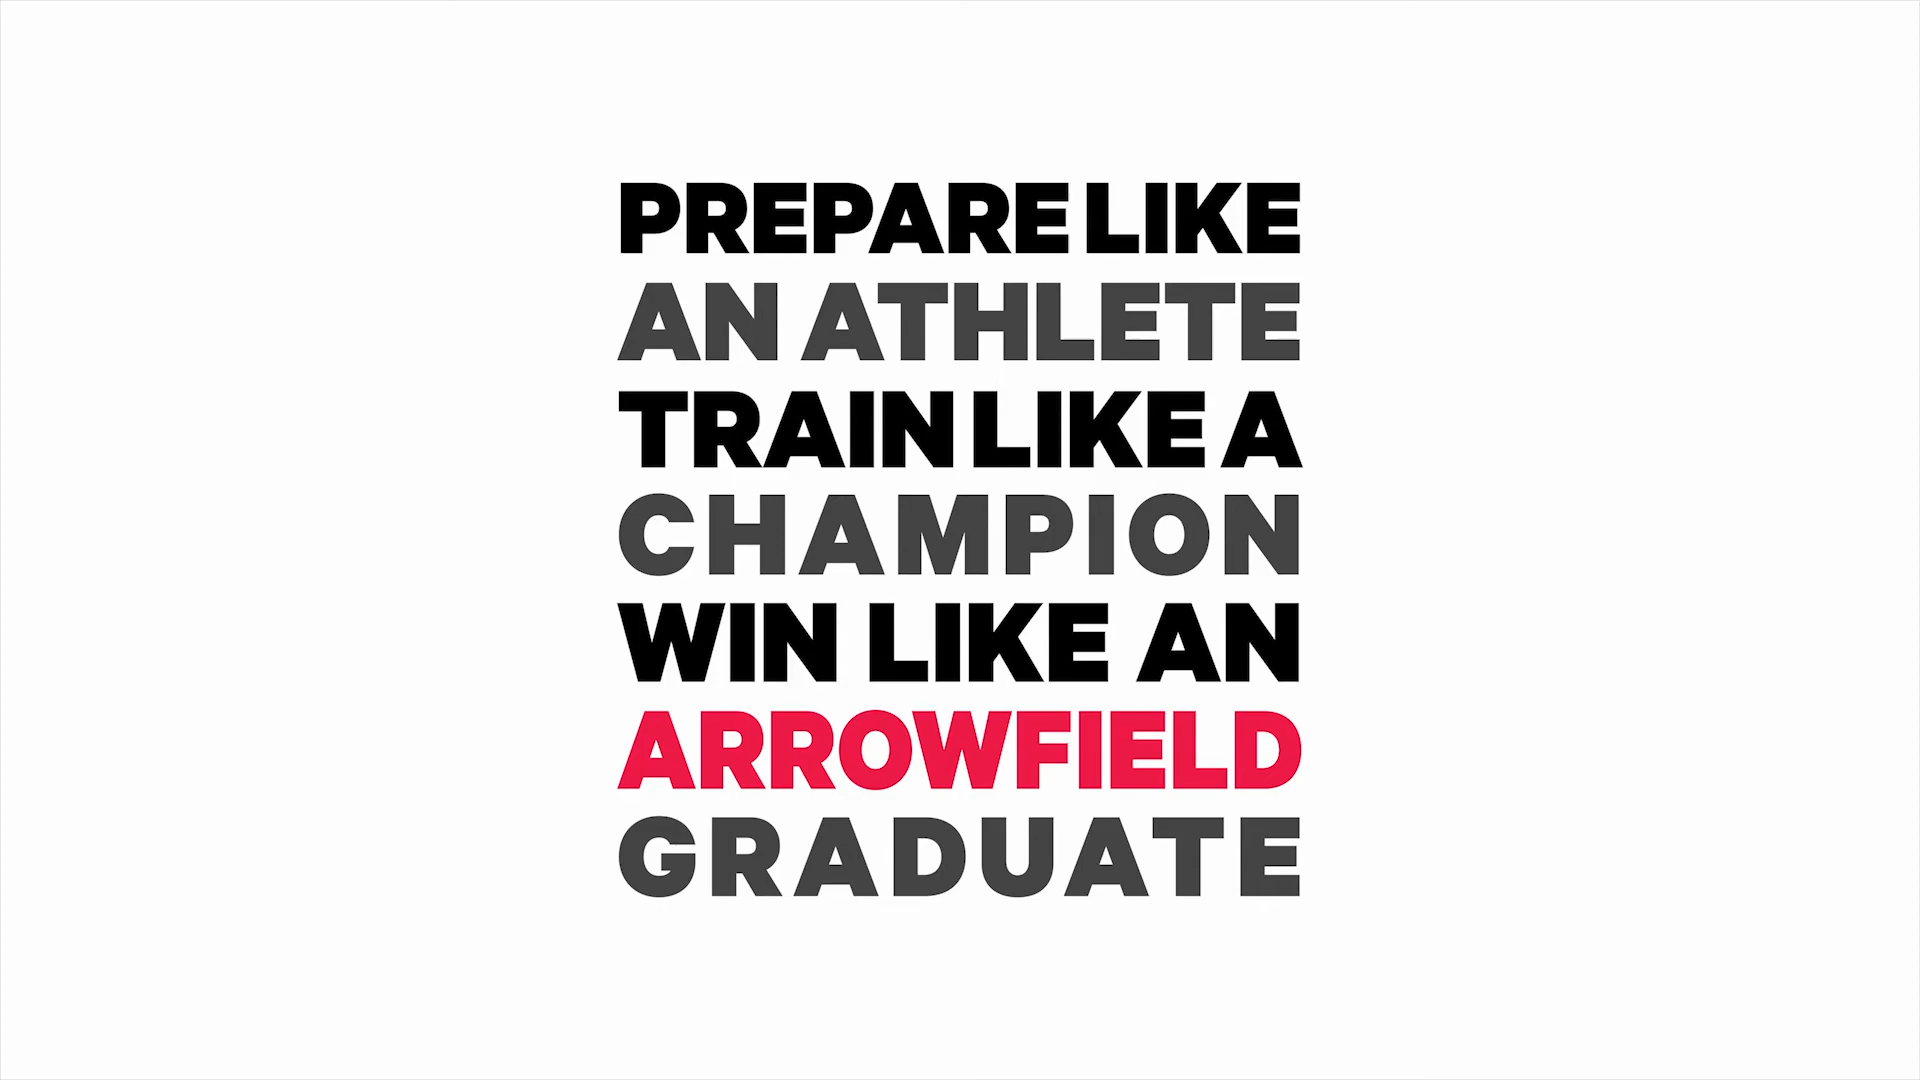 PREPARE LIKE
AN ATHLETE
TRAIN LIKE A
CHAMPION
WIN LIKE AN
ARROWFIELD
GRADUATE